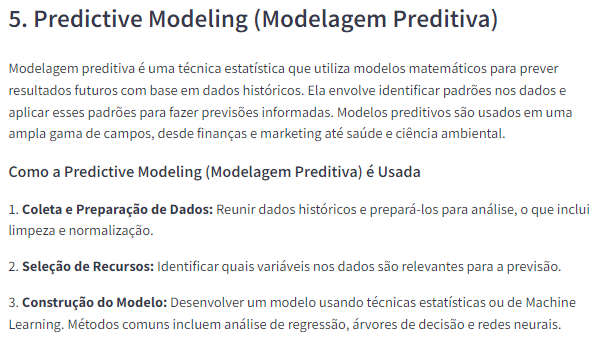 5. Predictive Modeling (Modelagem Preditiva)
Modelagem preditiva é uma técnica estatística que utiliza modelos matemáticos para prever
resultados futuros com base em dados históricos. Ela envolve identificar padrões nos dados e
aplicar esses padrões para fazer previsões informadas. Modelos preditivos são usados em uma
ampla gama de campos, desde finanças e marketing até saúde e ciência ambiental.
Como a Predictive Modeling (Modelagem Preditiva) é Usada
1. Coleta e Preparação de Dados: Reunir dados históricos e prepará-los para análise, o que inclui
limpeza e normalização.
2. Seleção de Recursos: Identificar quais variáveis nos dados são relevantes para a previsão.
3. Construção do Modelo: Desenvolver um modelo usando técnicas estatísticas ou de Machine
Learning. Métodos comuns incluem análise de regressão, árvores de decisão e redes neurais.